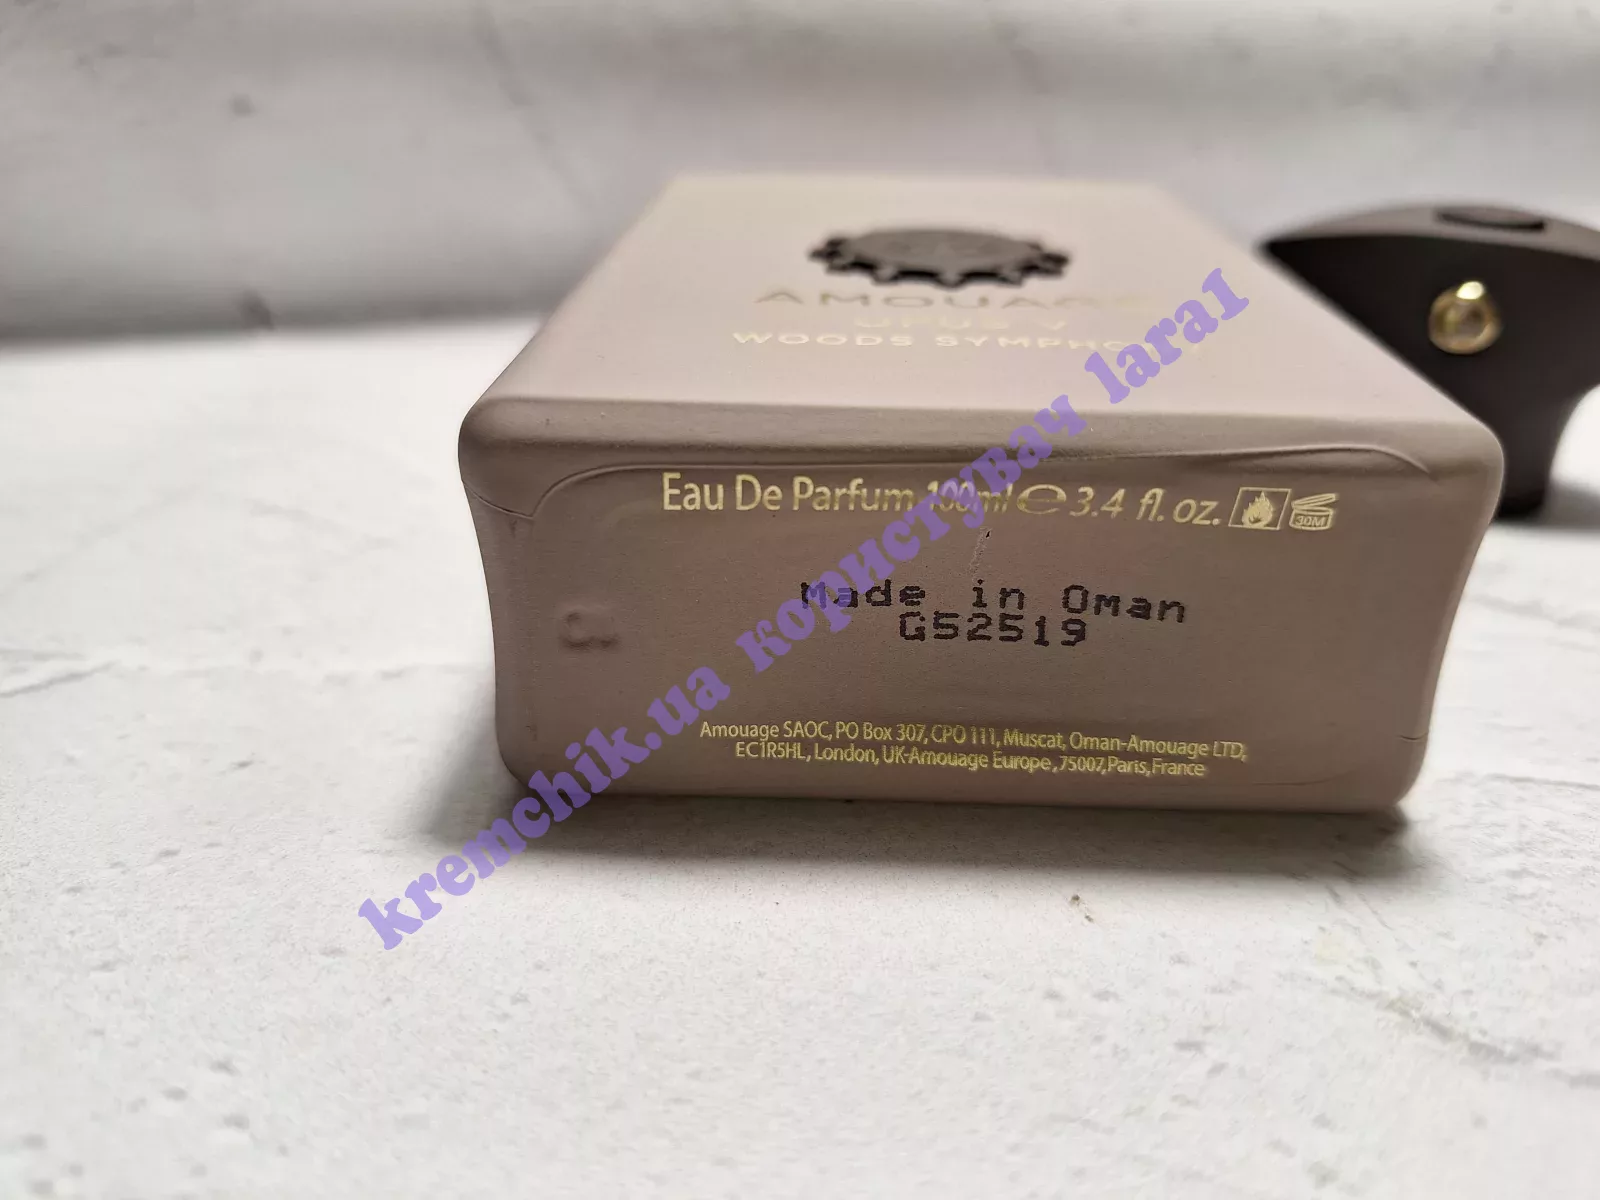 AMOUAGE
OPUS V
WOODS SYMPHONY
Eau De Parfum 100ml ℮ 3.4 fl. oz.
30M
Made in Oman
G52519
Amouage SAOC, PO Box 307, CPO 111, Muscat, Oman-Amouage LTD,
EC1R5HL, London, UK-Amouage Europe, 75007, Paris, France
kremchik.ua користувач lara1